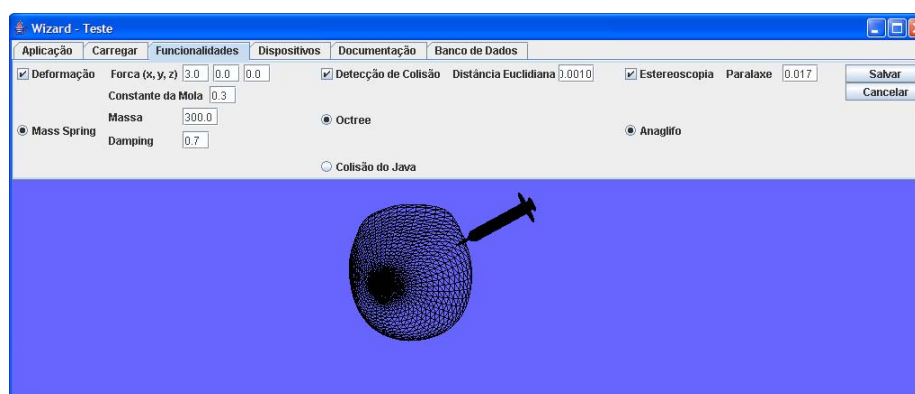 Wizard - Teste
Aplicação Carregar Funcionalidades Dispositivos Documentação Banco de Dados
Deformação Forca (x, y, z) 3.0 0.0 0.0 Detecção de Colisão Distância Euclidiana 0.0010 Estereoscopia Paralaxe 0.017 Salvar
Constante da Mola 0.3 Cancelar
Massa 300.0
Mass Spring Octree Anaglifo
Damping 0.7
Colisão do Java